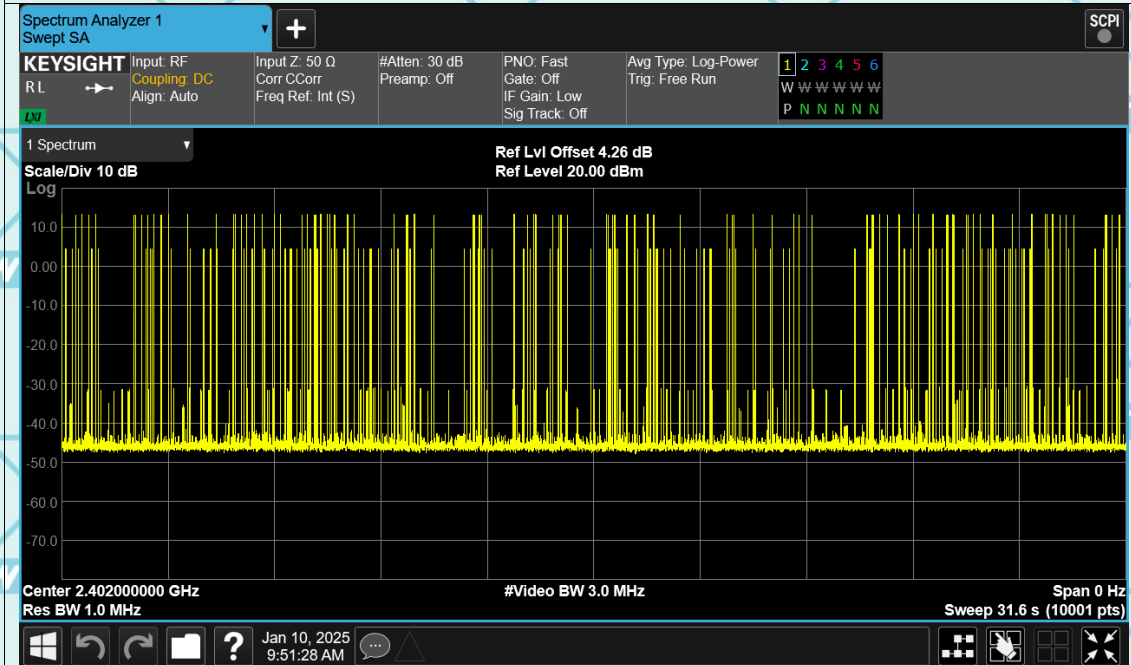 Spectrum Analyzer 1
Swept SA
SCPI
KEYSIGHT
RL
LXI
Input: RF
Coupling: DC
Align: Auto
Input Z: 50 Ω
Corr CCorr
Freq Ref: Int (S)
#Atten: 30 dB
Preamp: Off
PNO: Fast
Gate: Off
IF Gain: Low
Sig Track: Off
Avg Type: Log-Power
Trig: Free Run
1 2 3 4 5 6
W W W W W W
P N N N N N
1 Spectrum
Scale/Div 10 dB
Ref Lvl Offset 4.26 dB
Ref Level 20.00 dBm
Log
10.0
0.00
-10.0
-20.0
-30.0
-40.0
-50.0
-60.0
-70.0
Center 2.402000000 GHz
#Video BW 3.0 MHz
Span 0 Hz
Res BW 1.0 MHz
Sweep 31.6 s (10001 pts)
?
Jan 10, 2025
9:51:28 AM